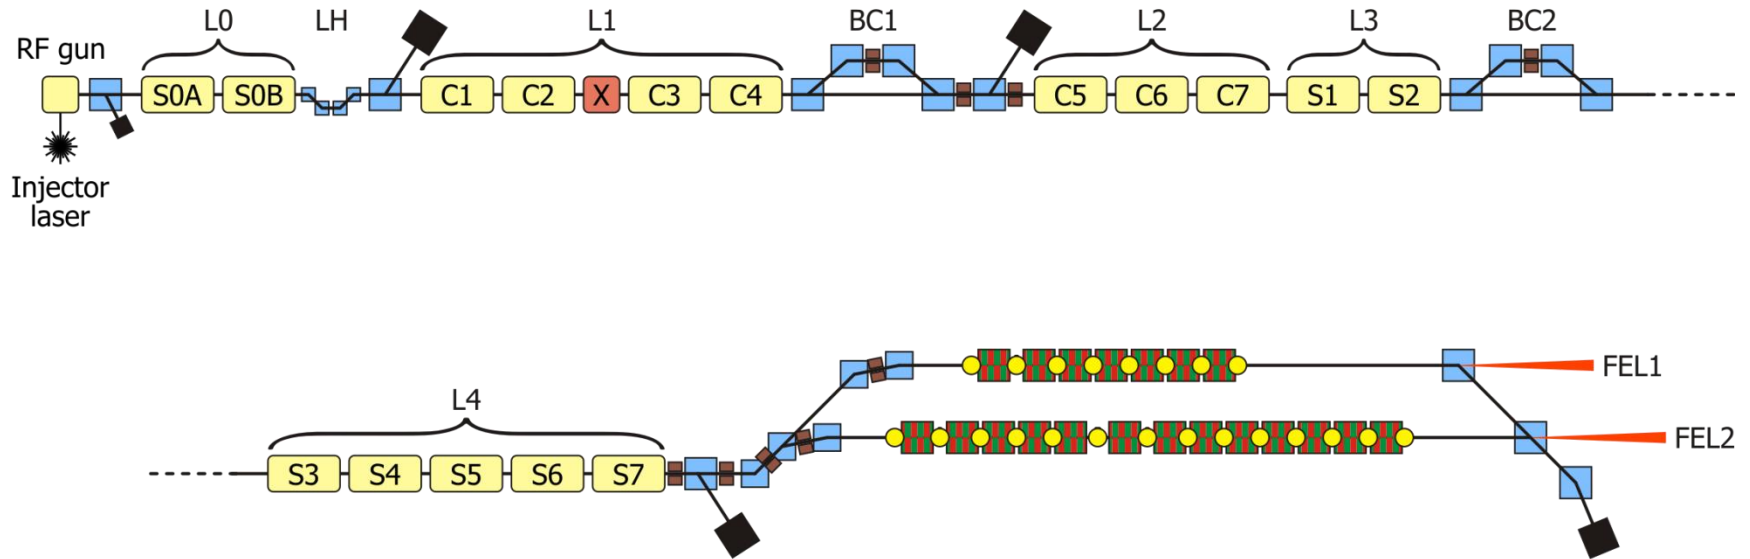 L0 LH L1 BC1 L2 L3 BC2
RF gun
S0A S0B C1 C2 X C3 C4 C5 C6 C7 S1 S2
Injector
laser
FEL1
L4
FEL2
S3 S4 S5 S6 S7